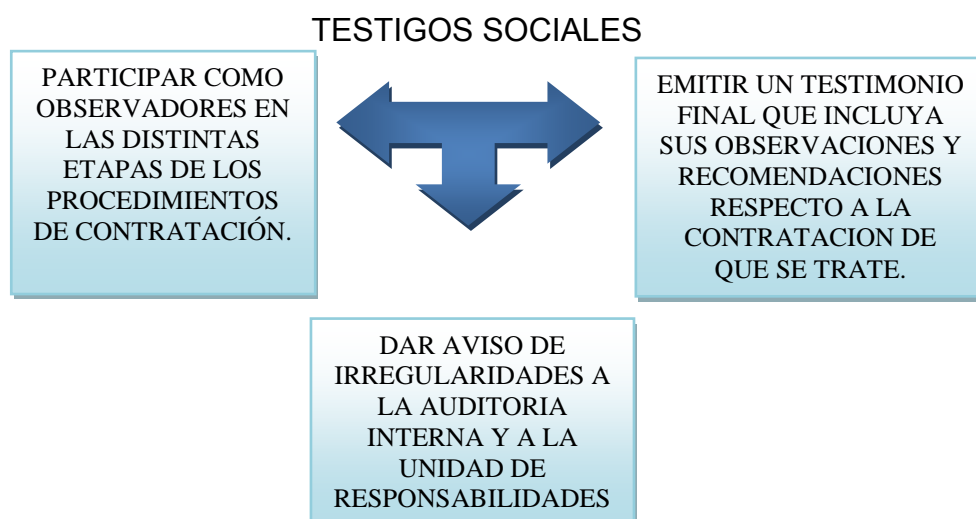 TESTIGOS SOCIALES
PARTICIPAR COMO
OBSERVADORES EN
LAS DISTINTAS
ETAPAS DE LOS
PROCEDIMIENTOS
DE CONTRATACIÓN.
EMITIR UN TESTIMONIO
FINAL QUE INCLUYA
SUS OBSERVACIONES Y
RECOMENDACIONES
RESPECTO A LA
CONTRATACION DE
QUE SE TRATE.
DAR AVISO DE
IRREGULARIDADES A
LA AUDITORIA
INTERNA Y A LA
UNIDAD DE
RESPONSABILIDADES